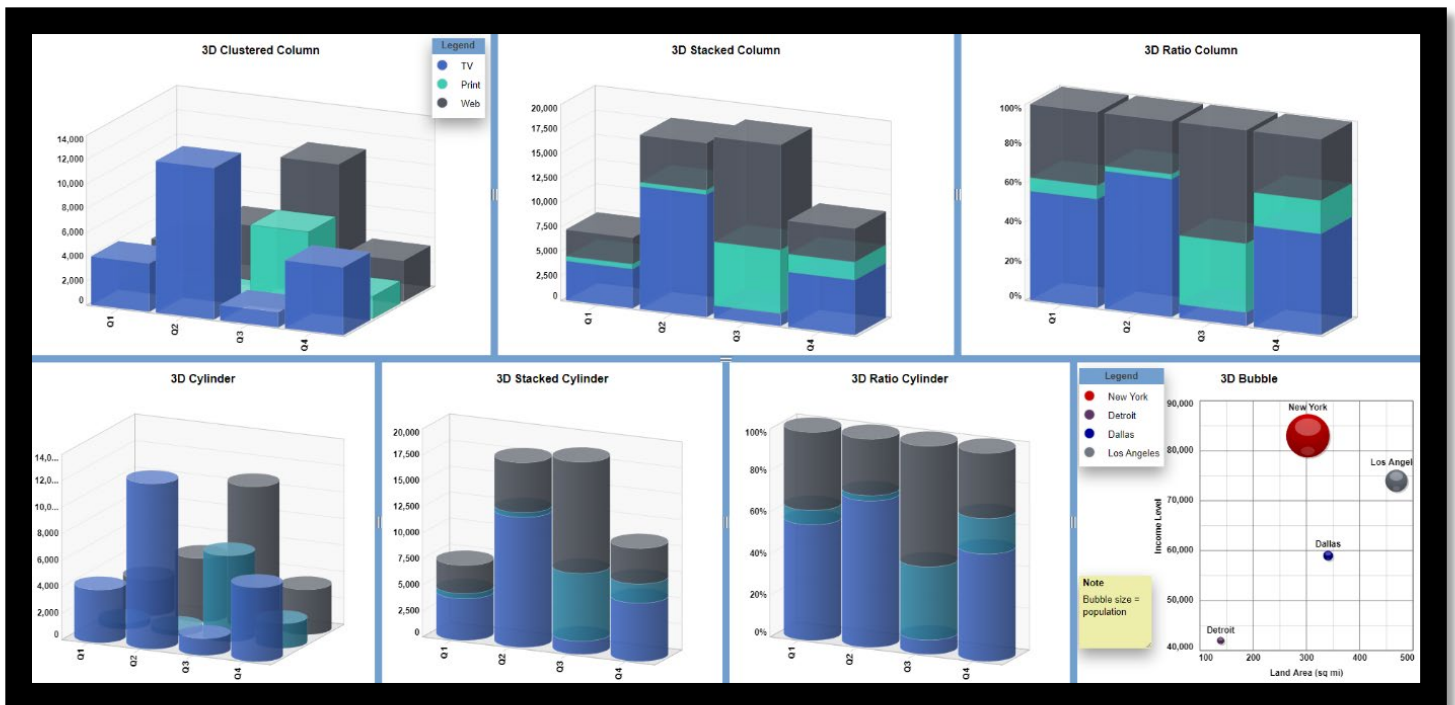 3D Clustered Column
Legend
TV
Print
Web
14,000
12,000
10,000
8,000
6,000
4,000
2,000
0
Q1
Q2
Q3
Q4
3D Stacked Column
20,000
17,500
15,000
12,500
10,000
7,500
5,000
2,500
0
Q1
Q2
Q3
Q4
3D Ratio Column
100%
80%
60%
40%
20%
0%
Q1
Q2
Q3
Q4
3D Cylinder
14,0...
12,0...
10,0...
8,000
6,000
4,000
2,000
0
Q1
Q2
Q3
Q4
3D Stacked Cylinder
20,000
17,500
15,000
12,500
10,000
7,500
5,000
2,500
0
Q1
Q2
Q3
Q4
3D Ratio Cylinder
100%
80%
60%
40%
20%
0%
Q1
Q2
Q3
Q4
Legend
New York
Detroit
Dallas
Los Angeles
Note
Bubble size =
population
3D Bubble
90,000
80,000
70,000
60,000
50,000
40,000
Income Level
New York
Los Angel
Dallas
Detroit
100 200 300 400 500
Land Area (sq mi)